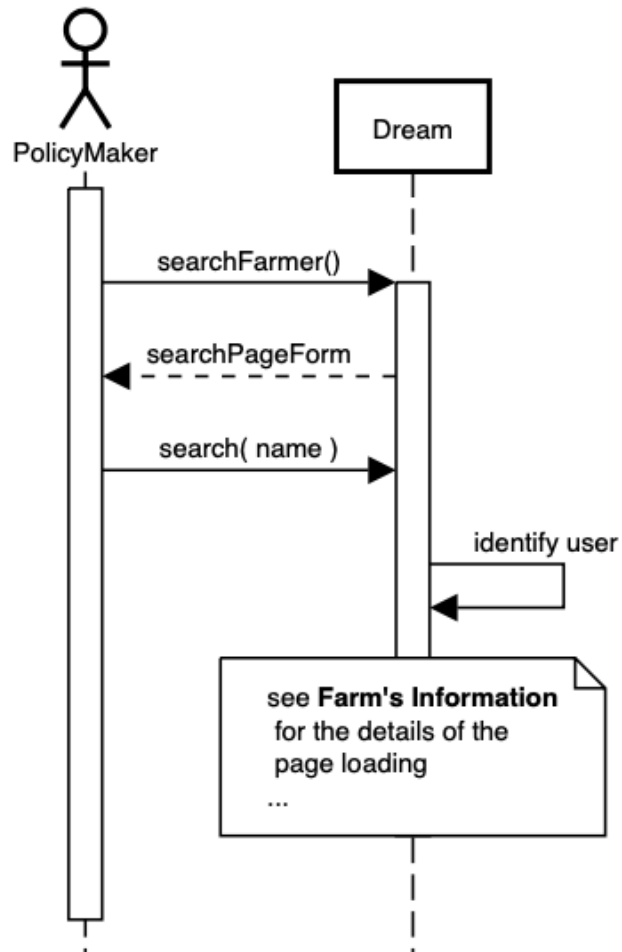 PolicyMaker
Dream
searchFarmer()
searchPageForm
search( name )
identify user
see Farm's Information
for the details of the
page loading
...